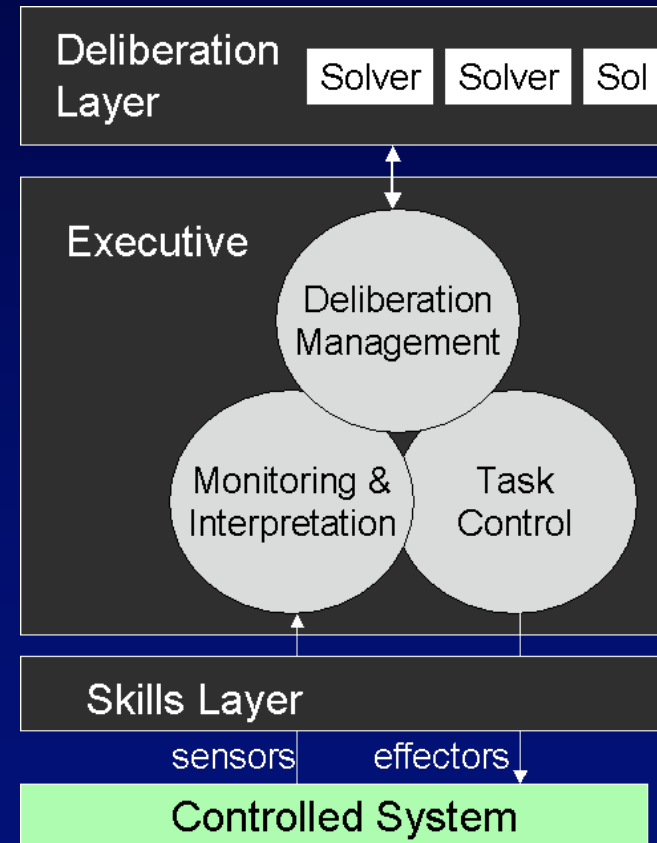 Deliberation
Layer
Solver Solver Sol
Executive
Deliberation
Management
Monitoring &
Interpretation
Task
Control
Skills Layer
sensors effectors
Controlled System